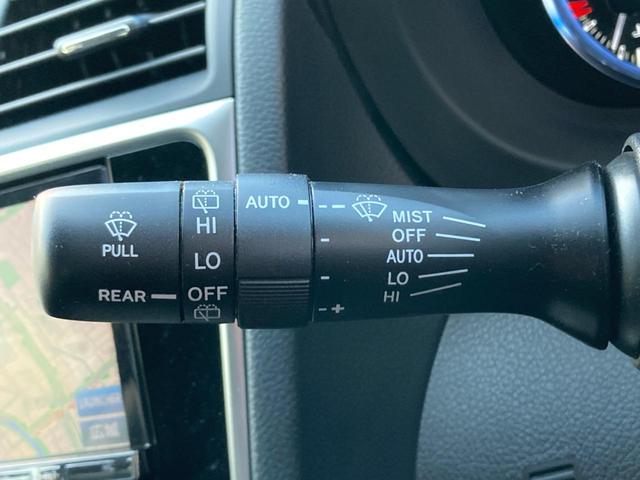 PULL
REAR
HI
LO
OFF
AUTO
- +
MIST
OFF
AUTO
LO
HI